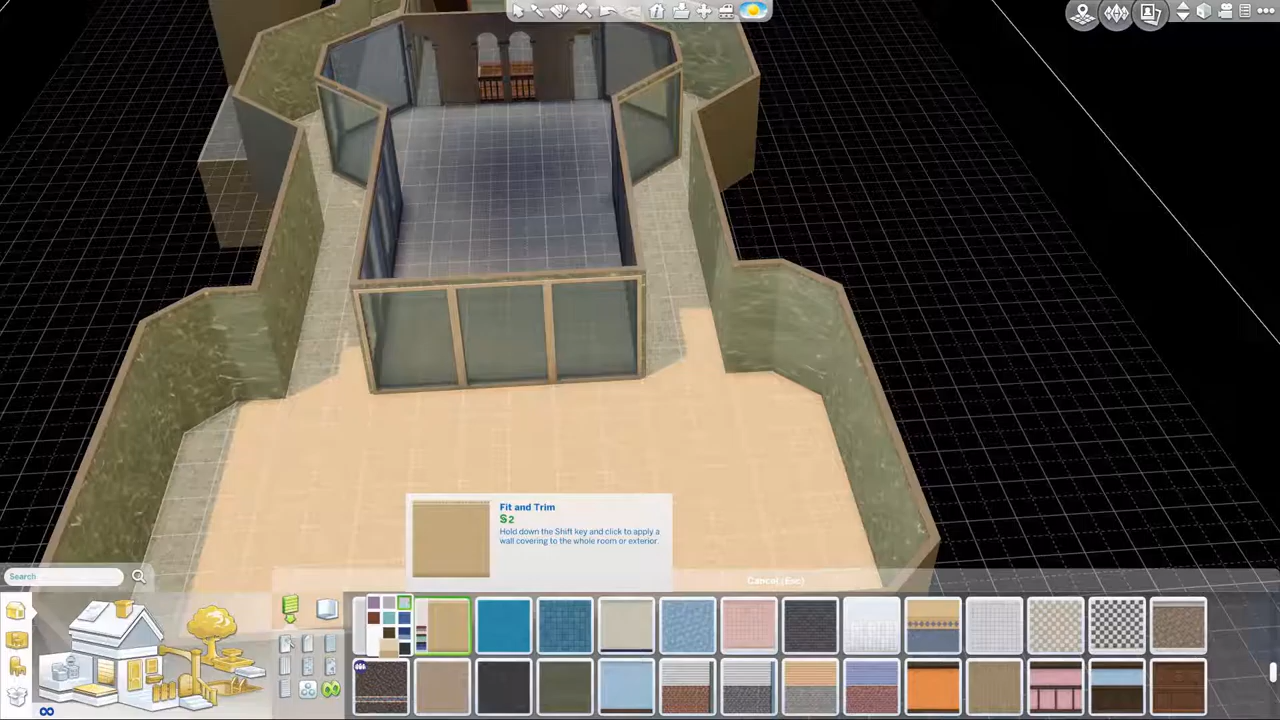 Fit and Trim
§2
Hold down the Shift key and click to apply a
wall covering to the whole room or exterior.
Cancel (Esc)
Search